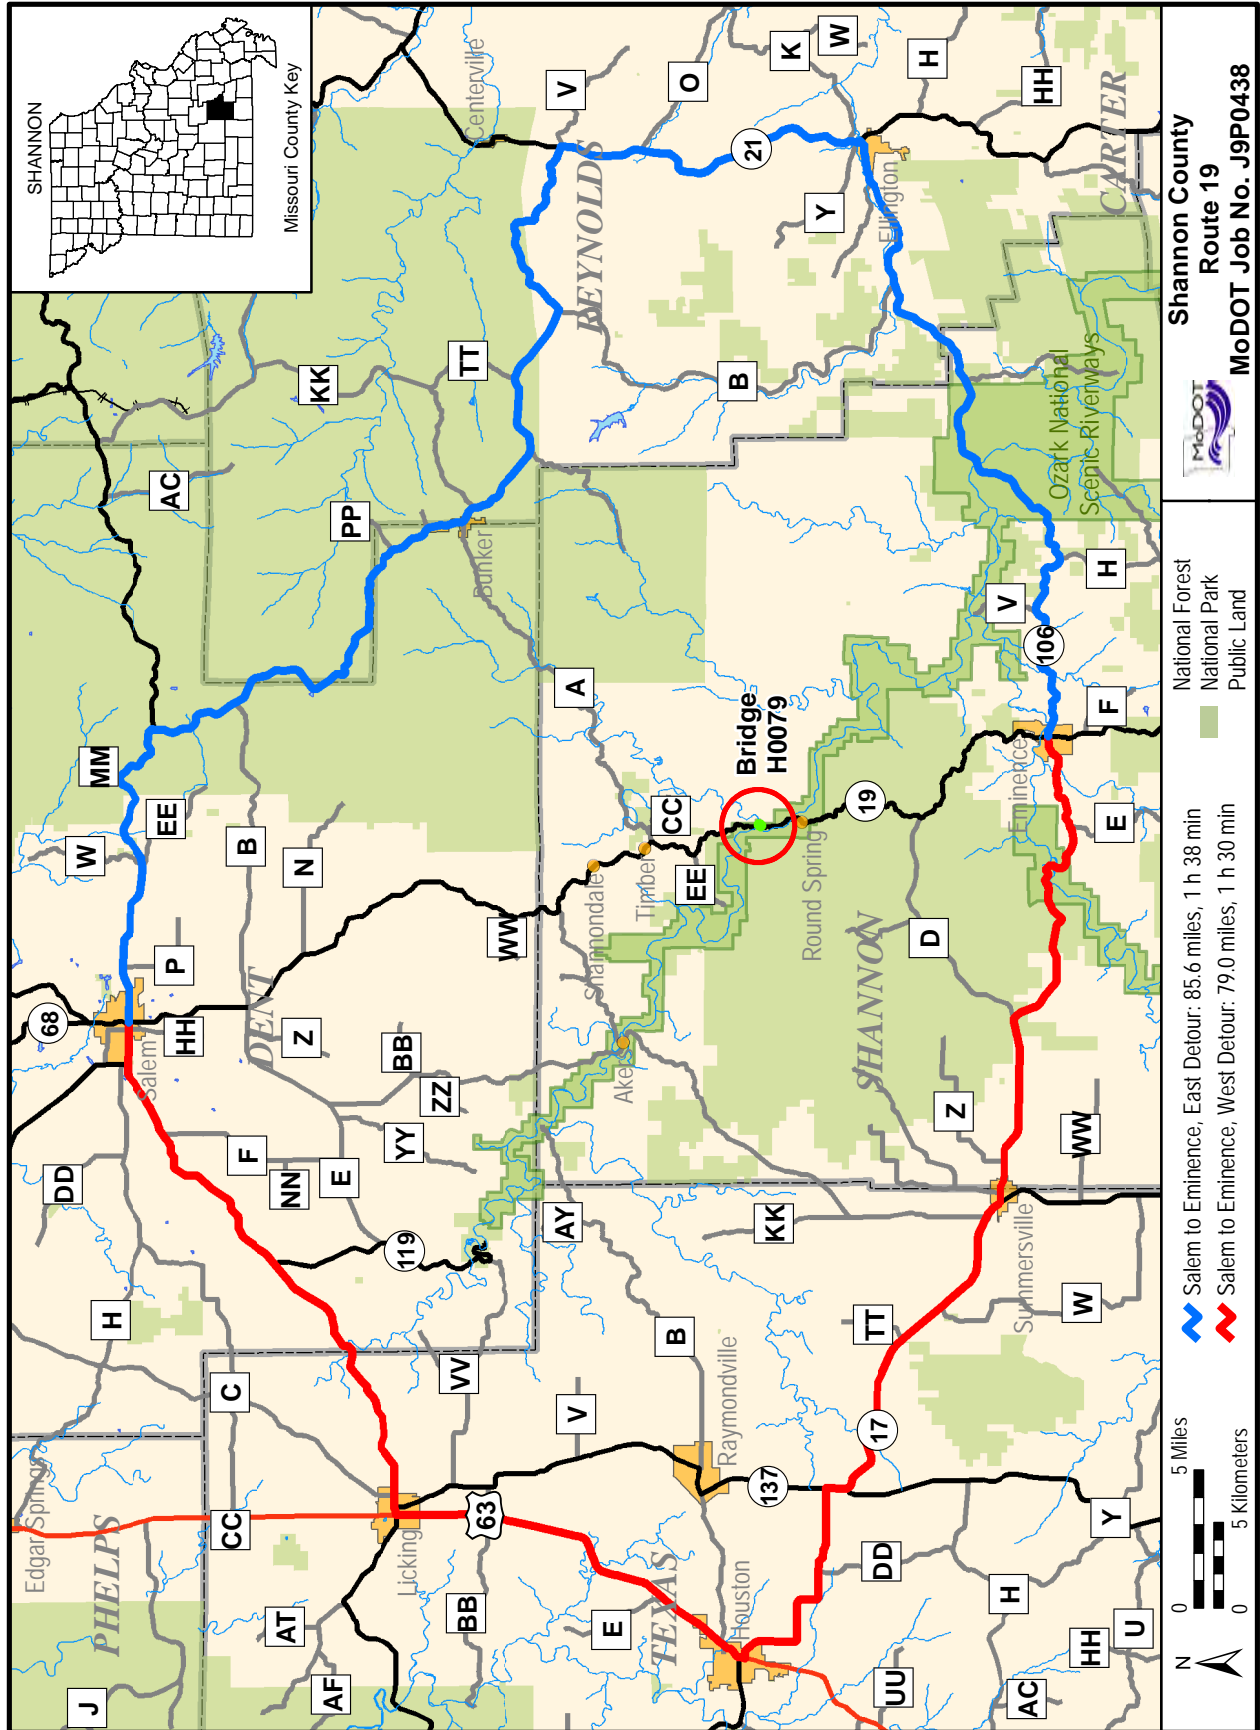 SHANNON
Missouri County Key
Edgar Springs
PHELPS
J
AT
AF
CC
C
H
DD
68
Salem
HH
P
W
EE
MM
B
N
AC
KK
PP
TT
Bunker
Centerville
V
O
K
W
H
HH
Y
21
Ellington
REYNOLDS
B
CARTER
DENT
Z
BB
ZZ
YY
F
NN
E
119
VV
V
Licking
63
BB
E
TEXAS
Houston
Raymondville
137
B
AY
KK
Akers
WW
Shannondale
Timber
CC
EE
A
Bridge
H0079
Round Spring
19
SHANNON
D
Z
WW
Summersville
W
TT
17
DD
H
Y
U
HH
AC
UU
Eminence
E
F
106
V
H
Ozark National
Scenic Riverways
N
0 5 Miles
0 5 Kilometers
Salem to Eminence, East Detour: 85.6 miles, 1 h 38 min
Salem to Eminence, West Detour: 79.0 miles, 1 h 30 min
National Forest
National Park
Public Land
MoDOT
Shannon County
Route 19
MoDOT Job No. J9P0438